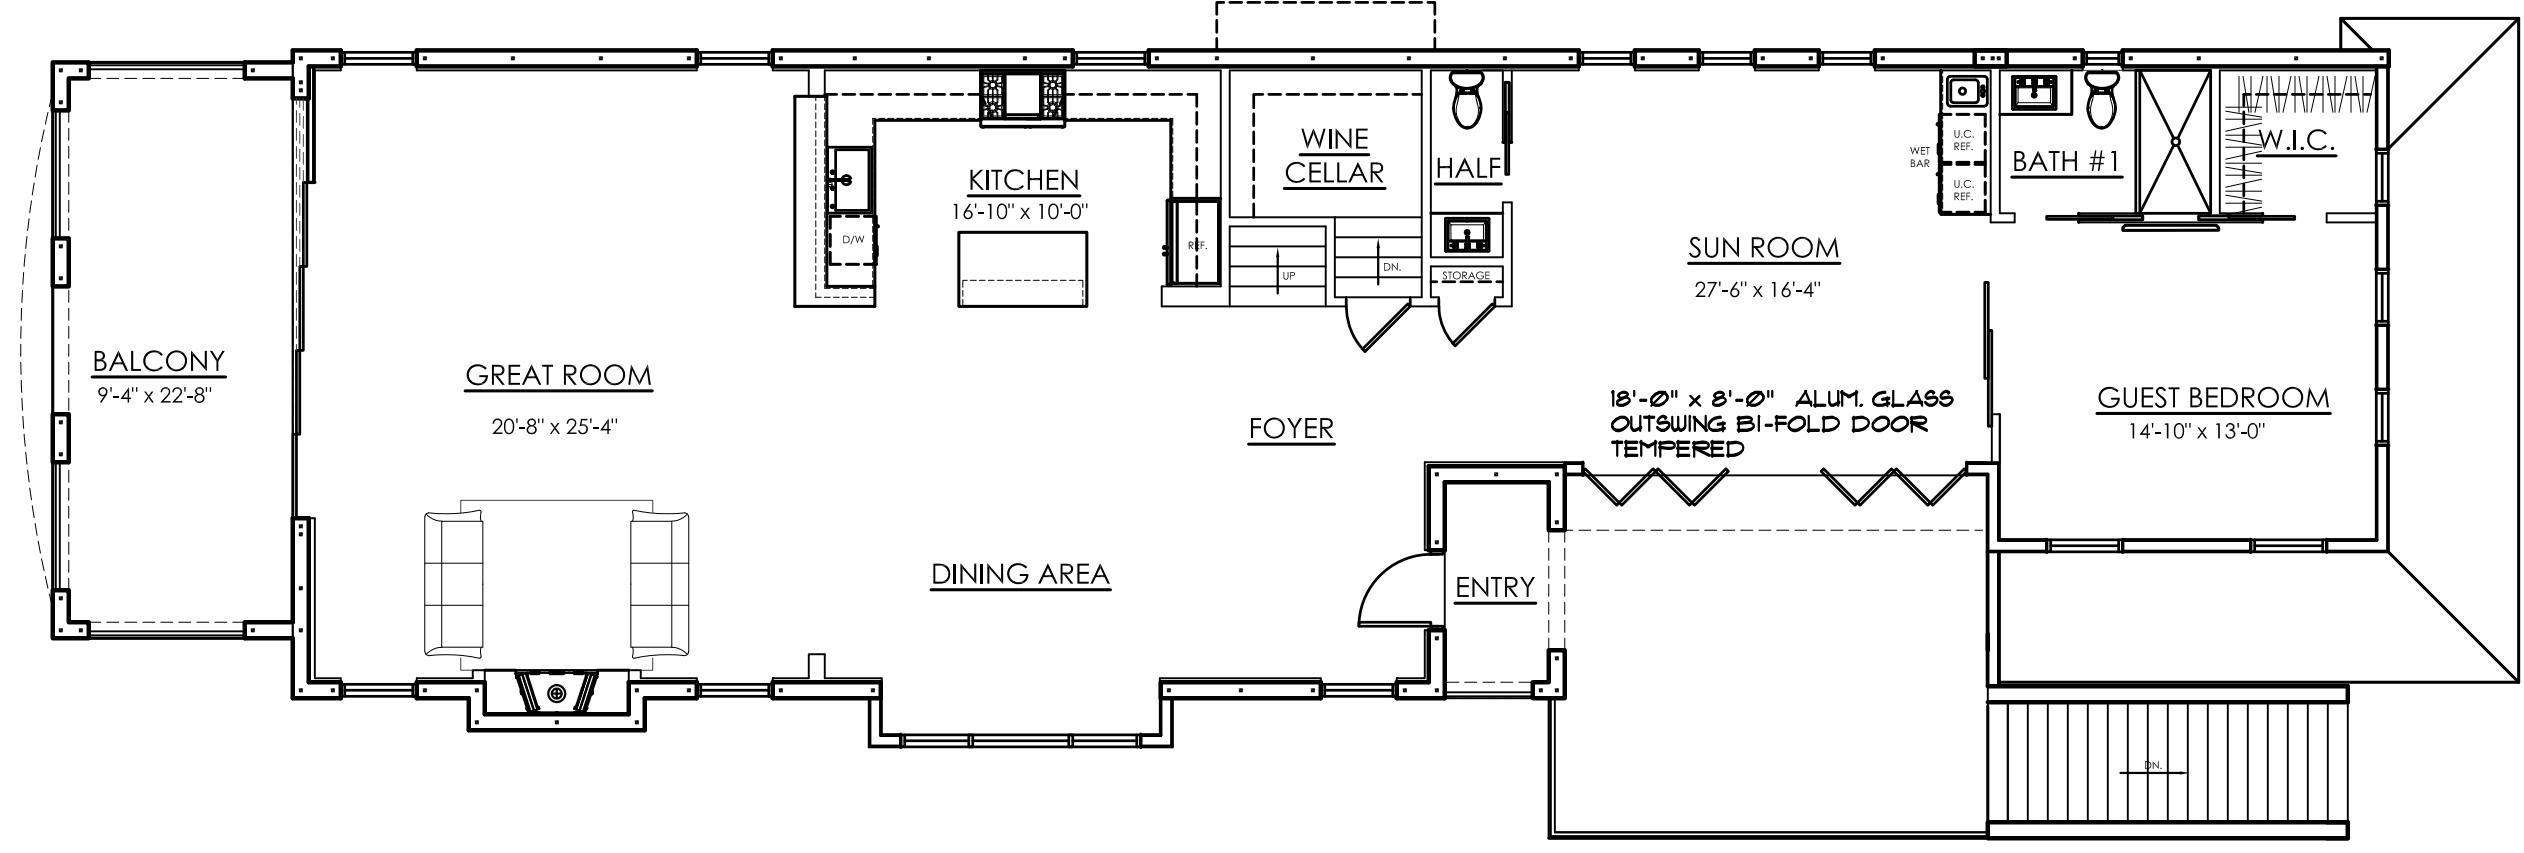 BALCONY
9'-4" x 22'-8"
GREAT ROOM
20'-8" x 25'-4"
D/W
KITCHEN
16'-10" x 10'-0"
REF.
WINE
CELLAR
UP
DN.
HALF
STORAGE
FOYER
DINING AREA
ENTRY
SUN ROOM
27'-6" x 16'-4"
18'-0" x 8'-0" ALUM. GLASS
OUTSWING BI-FOLD DOOR
TEMPERED
WET
BAR
U.C.
REF.
U.C.
REF.
BATH #1
W.I.C.
GUEST BEDROOM
14'-10" x 13'-0"
DN.